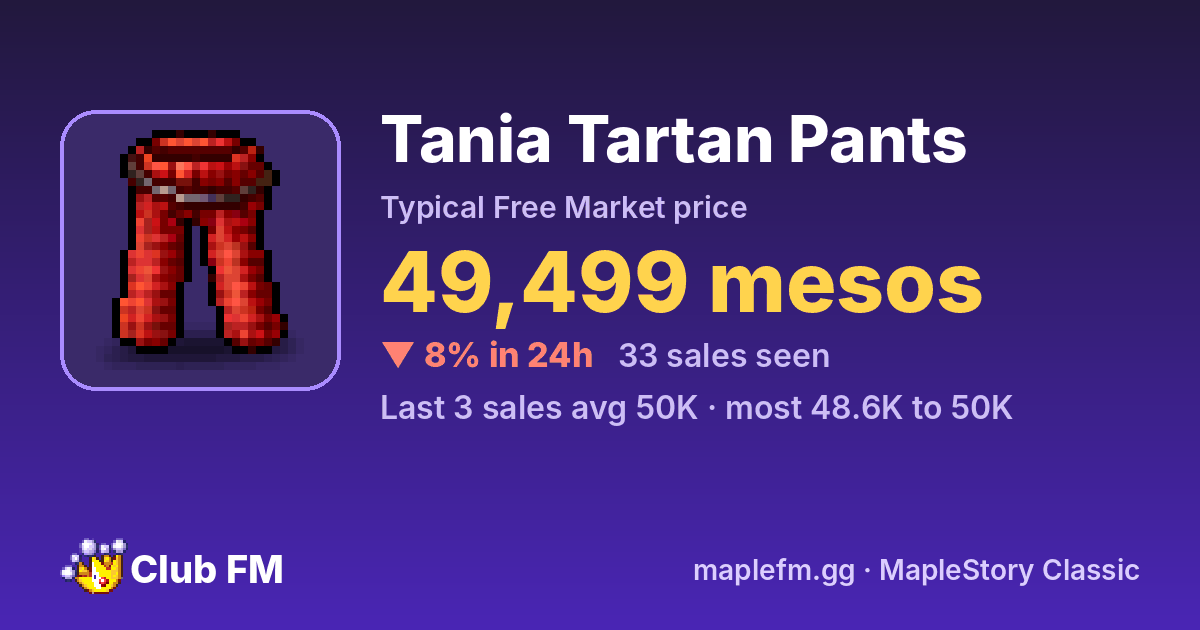 Tania Tartan Pants
Typical Free Market price
49,499 mesos
▼ 8% in 24h 33 sales seen
Last 3 sales avg 50K · most 48.6K to 50K
Club FM
maplefm.gg · MapleStory Classic